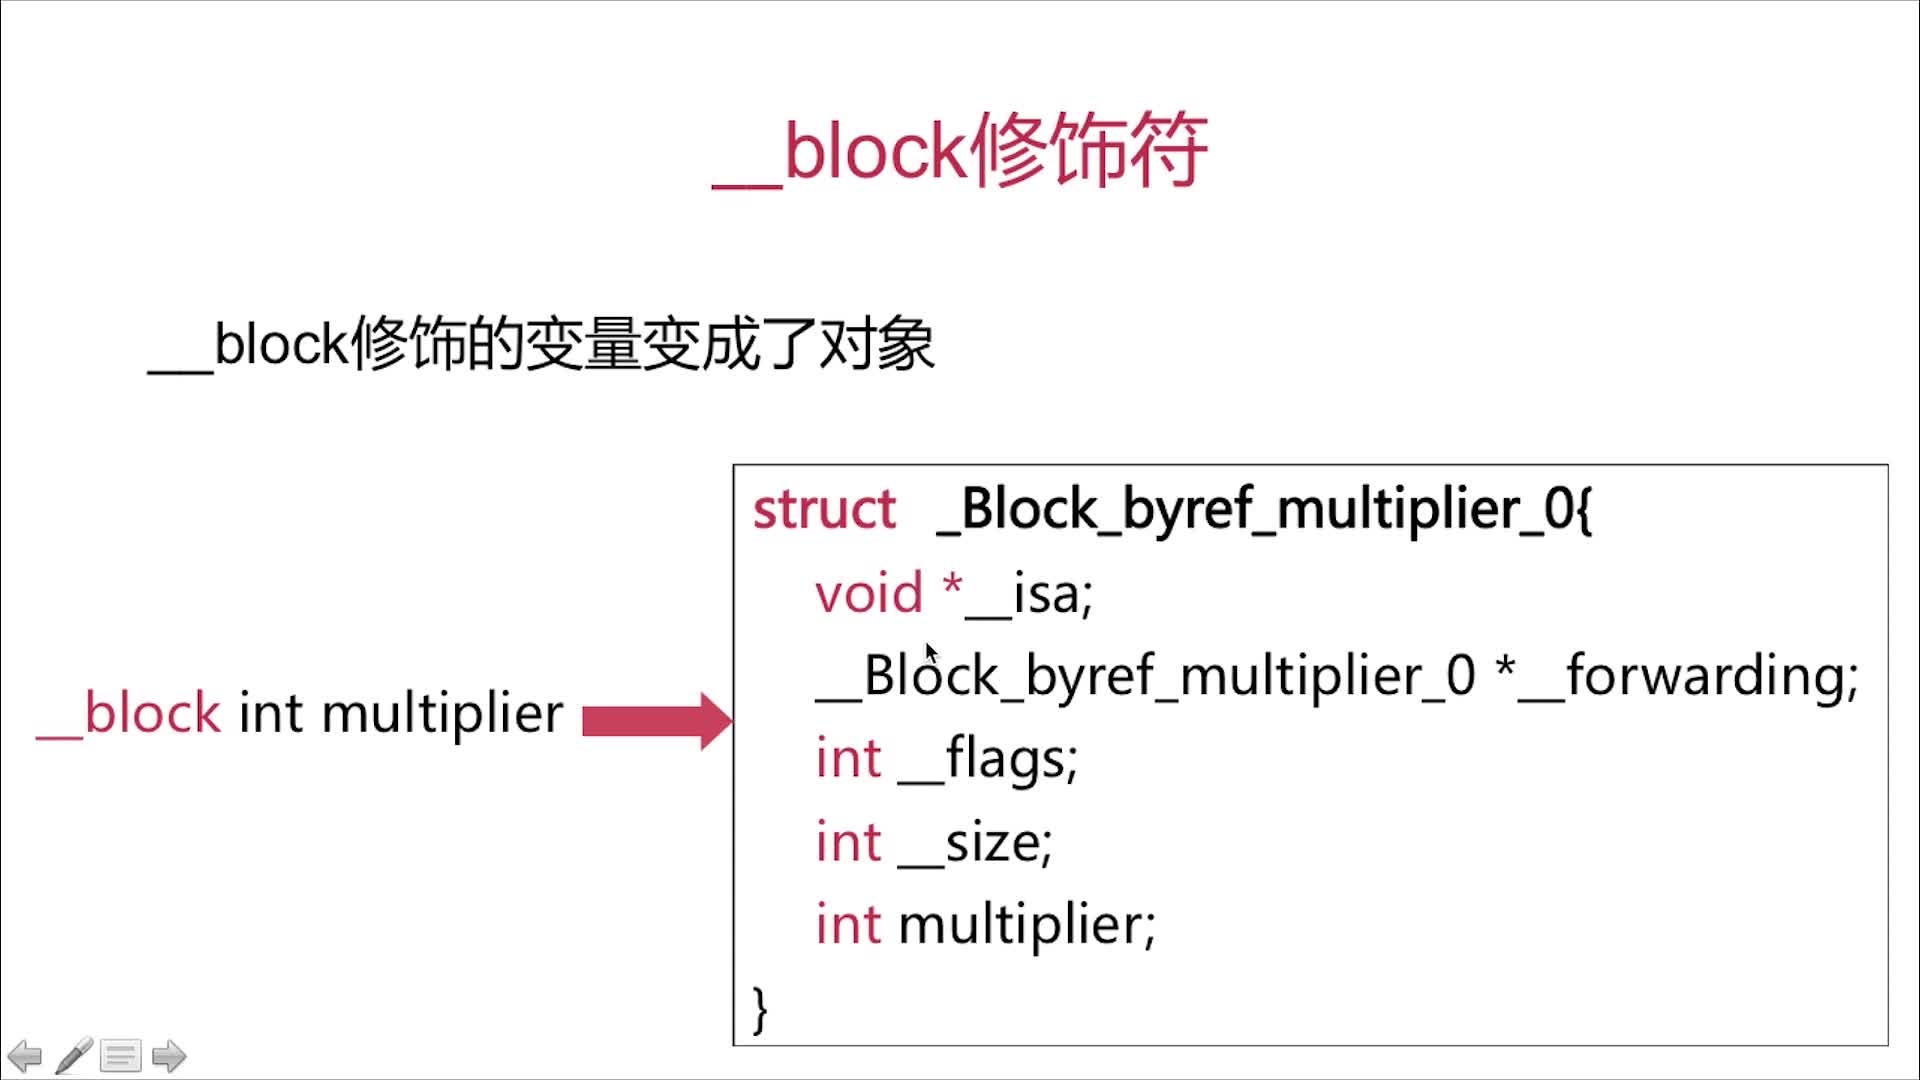 __block修饰符
__block修饰的变量变成了对象
__block int multiplier
struct _Block_byref_multiplier_0{
void *__isa;
__Block_byref_multiplier_0 *__forwarding;
int __flags;
int __size;
int multiplier;
}